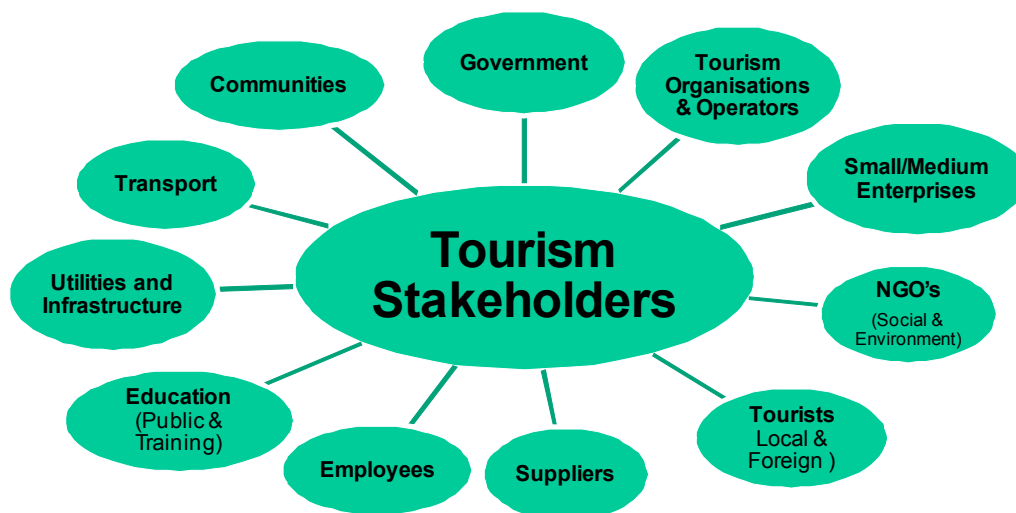 Government
Tourism
Organisations
& Operators
Communities
Small/Medium
Enterprises
Transport
Tourism
Stakeholders
Utilities and
Infrastructure
NGO's
(Social &
Environment)
Education
(Public &
Training)
Tourists
Local &
Foreign )
Employees
Suppliers